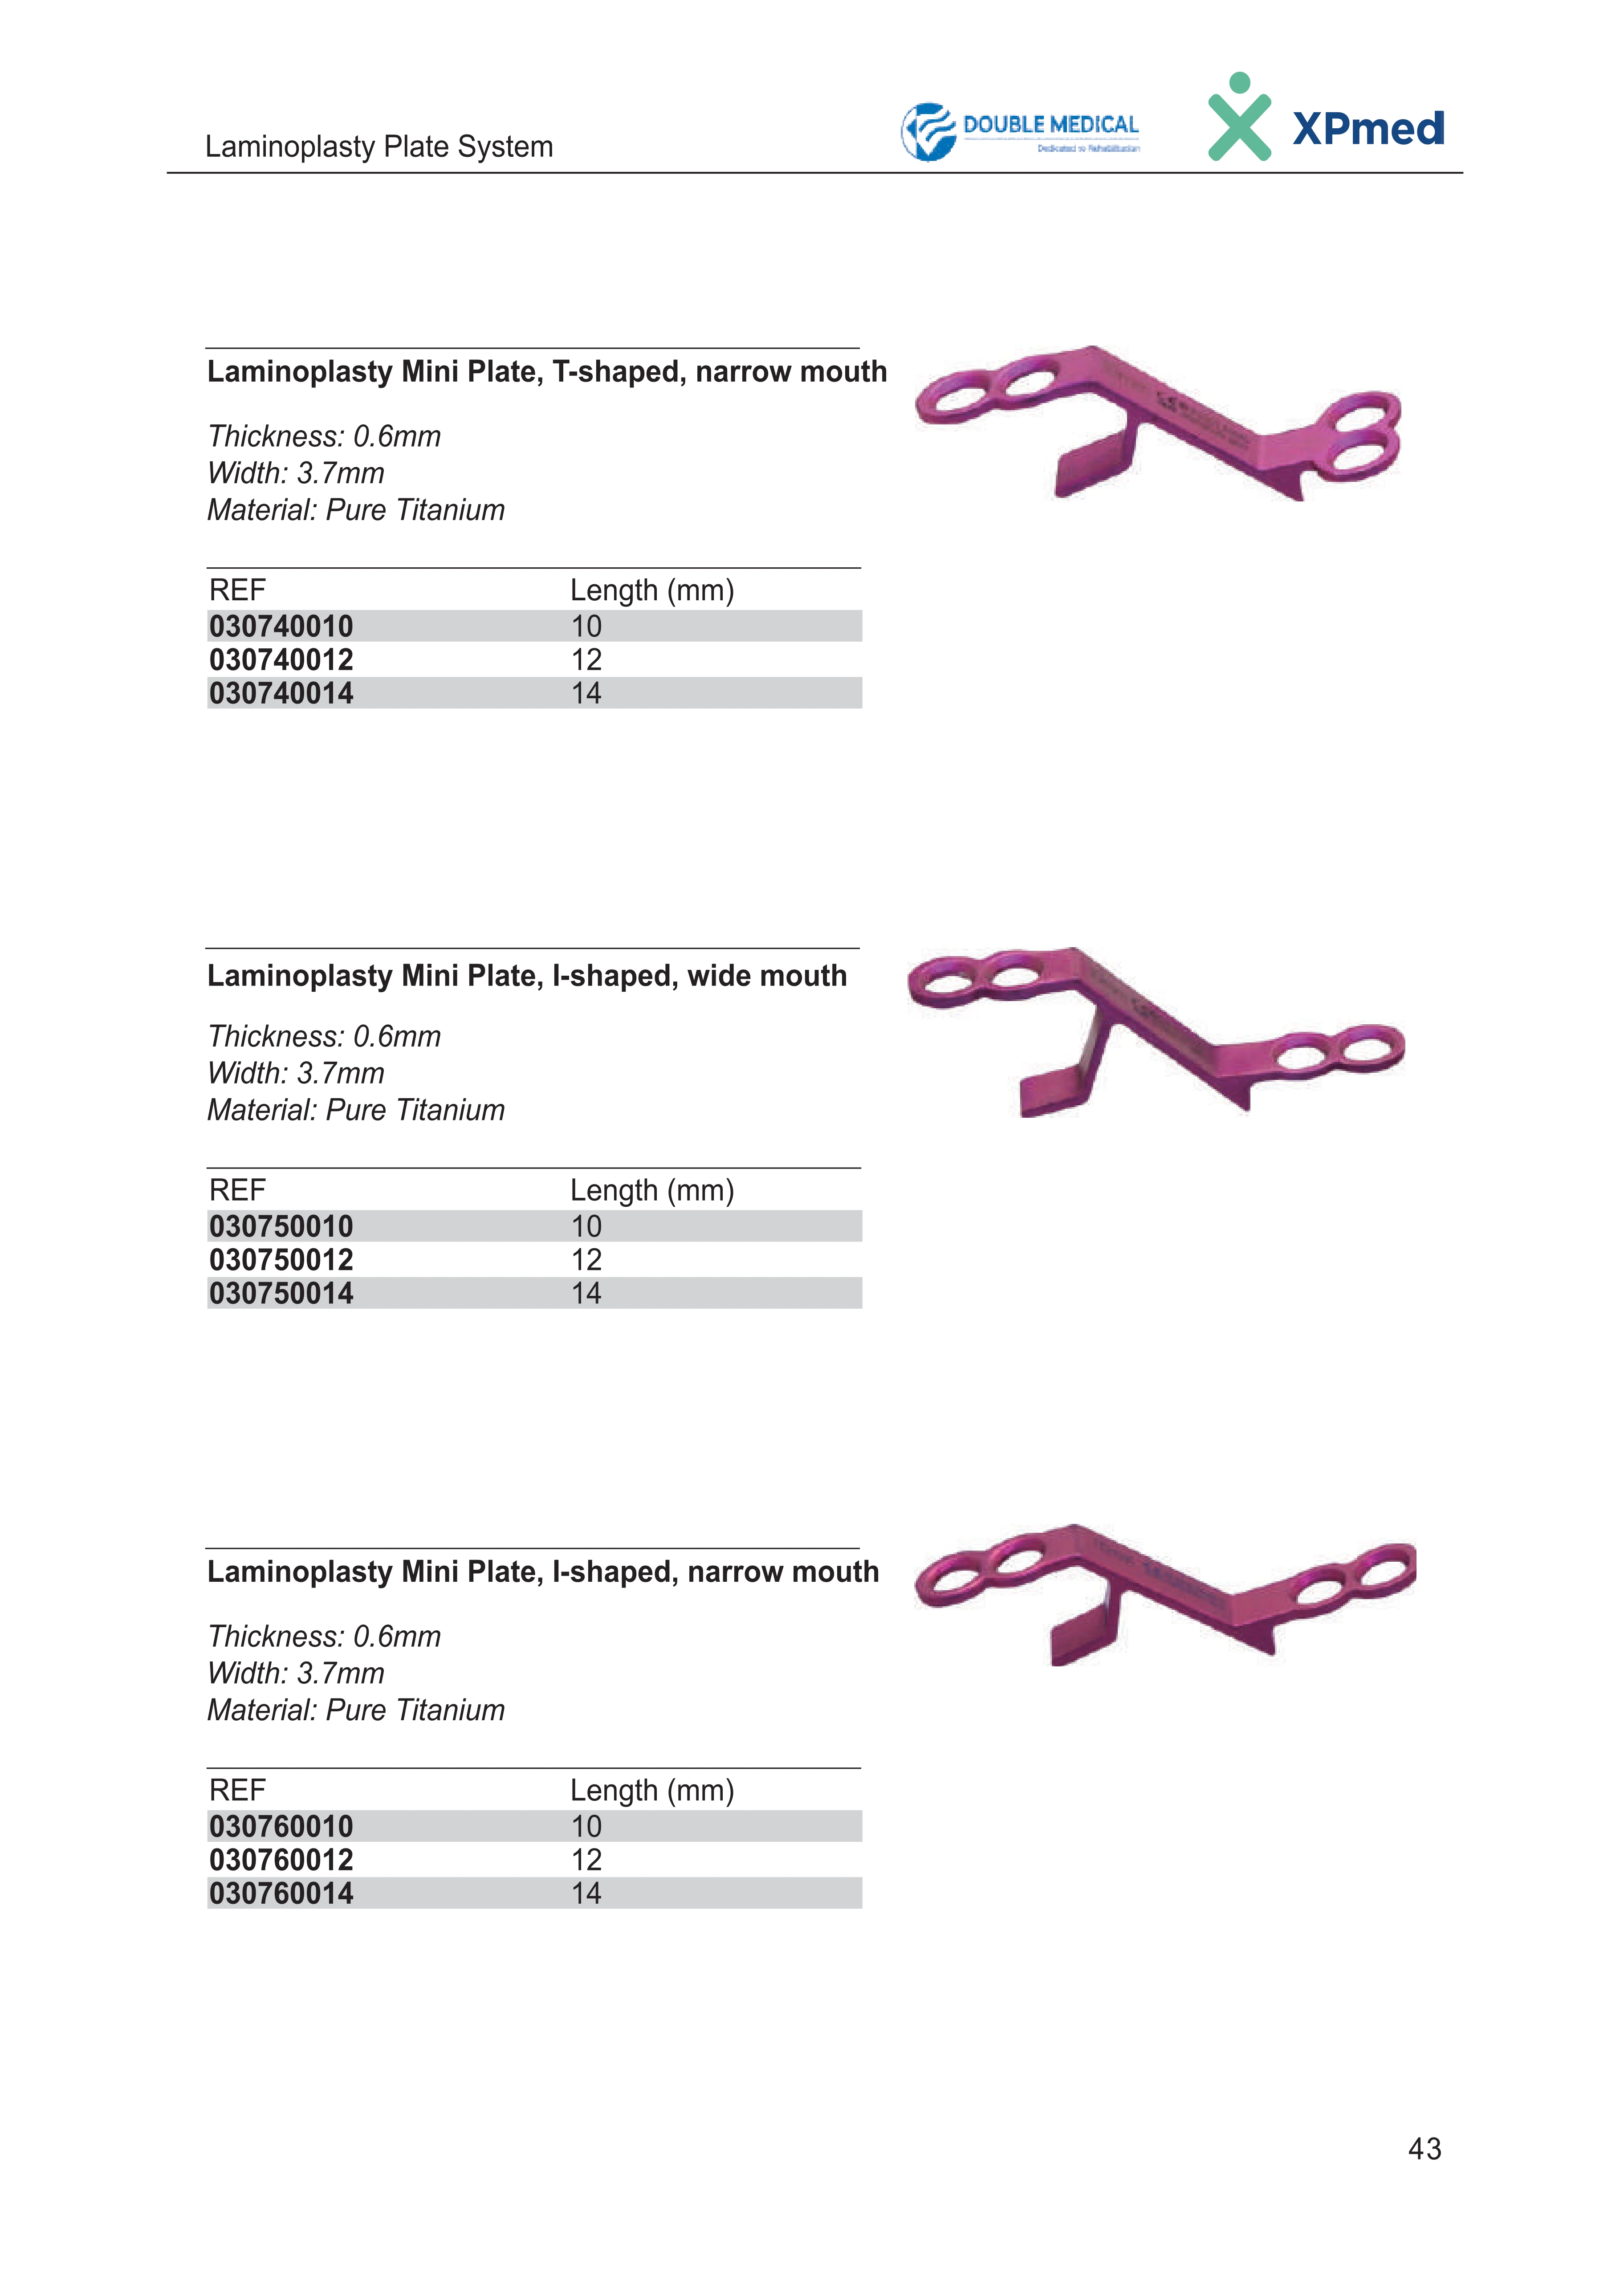 Laminoplasty Plate System
DOUBLE MEDICAL
Dedicated to Rehabilitation
XPmed
Laminoplasty Mini Plate, T-shaped, narrow mouth
Thickness: 0.6mm
Width: 3.7mm
Material: Pure Titanium
REF Length (mm)
030740010 10
030740012 12
030740014 14
Laminoplasty Mini Plate, I-shaped, wide mouth
Thickness: 0.6mm
Width: 3.7mm
Material: Pure Titanium
REF Length (mm)
030750010 10
030750012 12
030750014 14
Laminoplasty Mini Plate, I-shaped, narrow mouth
Thickness: 0.6mm
Width: 3.7mm
Material: Pure Titanium
REF Length (mm)
030760010 10
030760012 12
030760014 14
43